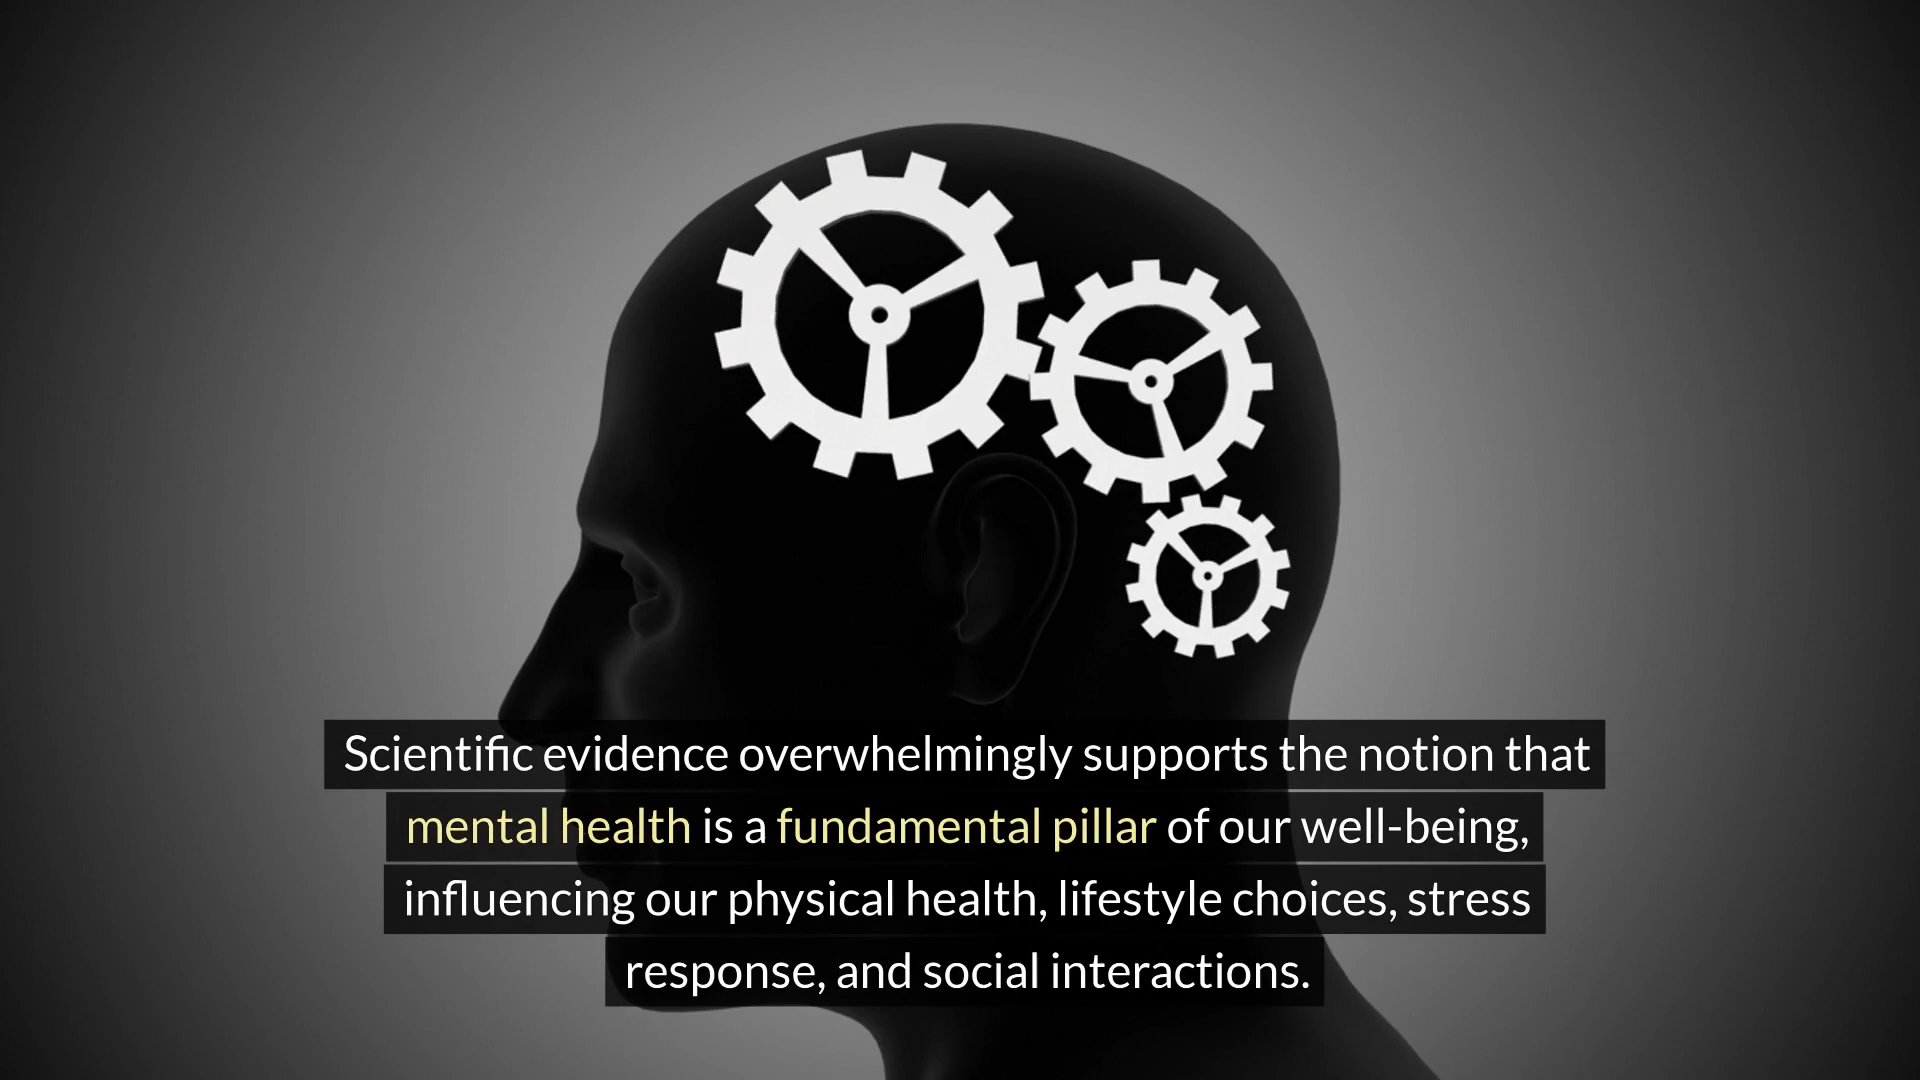 Scientific evidence overwhelmingly supports the notion that
mental health is a fundamental pillar of our well-being,
influencing our physical health, lifestyle choices, stress
response, and social interactions.